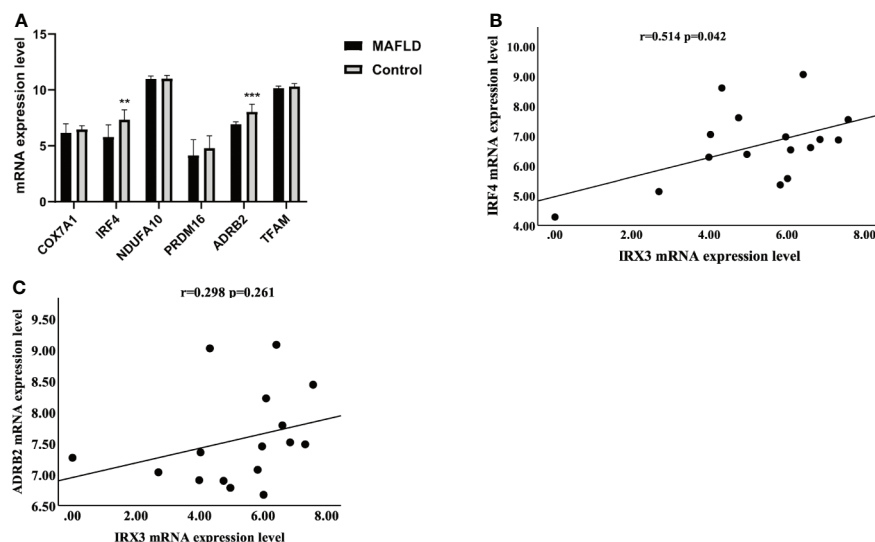 A
mRNA expression level
15
10
5
0
MAFLD
Control
**
***
COX7A1
IRF4
NDUFA10
PRDM16
ADRB2
TFAM
B
r=0.514 p=0.042
IRF4 mRNA expression level
10.00
9.00
8.00
7.00
6.00
5.00
4.00
.00 2.00 4.00 6.00 8.00
IRX3 mRNA expression level
C
r=0.298 p=0.261
ADRB2 mRNA expression level
9.50
9.00
8.50
8.00
7.50
7.00
6.50
.00 2.00 4.00 6.00 8.00
IRX3 mRNA expression level